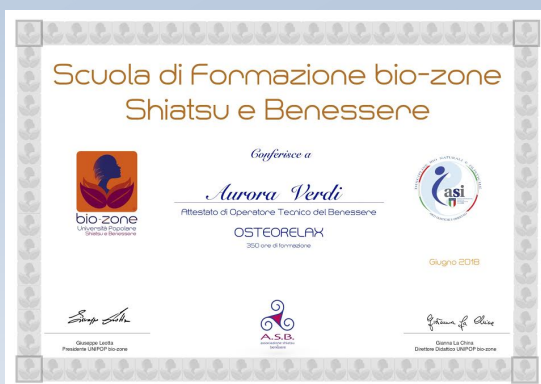 Scuola di Formazione bio-zone
Shiatsu e Benessere
Conferisce a
Aurora Verdi
Attestato di Operatore Tecnico del Benessere
OSTEORELAX
350 ore di formazione
bio-zone
Università Popolare
Shiatsu e Benessere
asi
Giugno 2018
Giuseppe Leotta
Presidente UNIPOP bio-zone
A.S.B.
Gianna La China
Direttore Didattico UNIPOP bio-zone